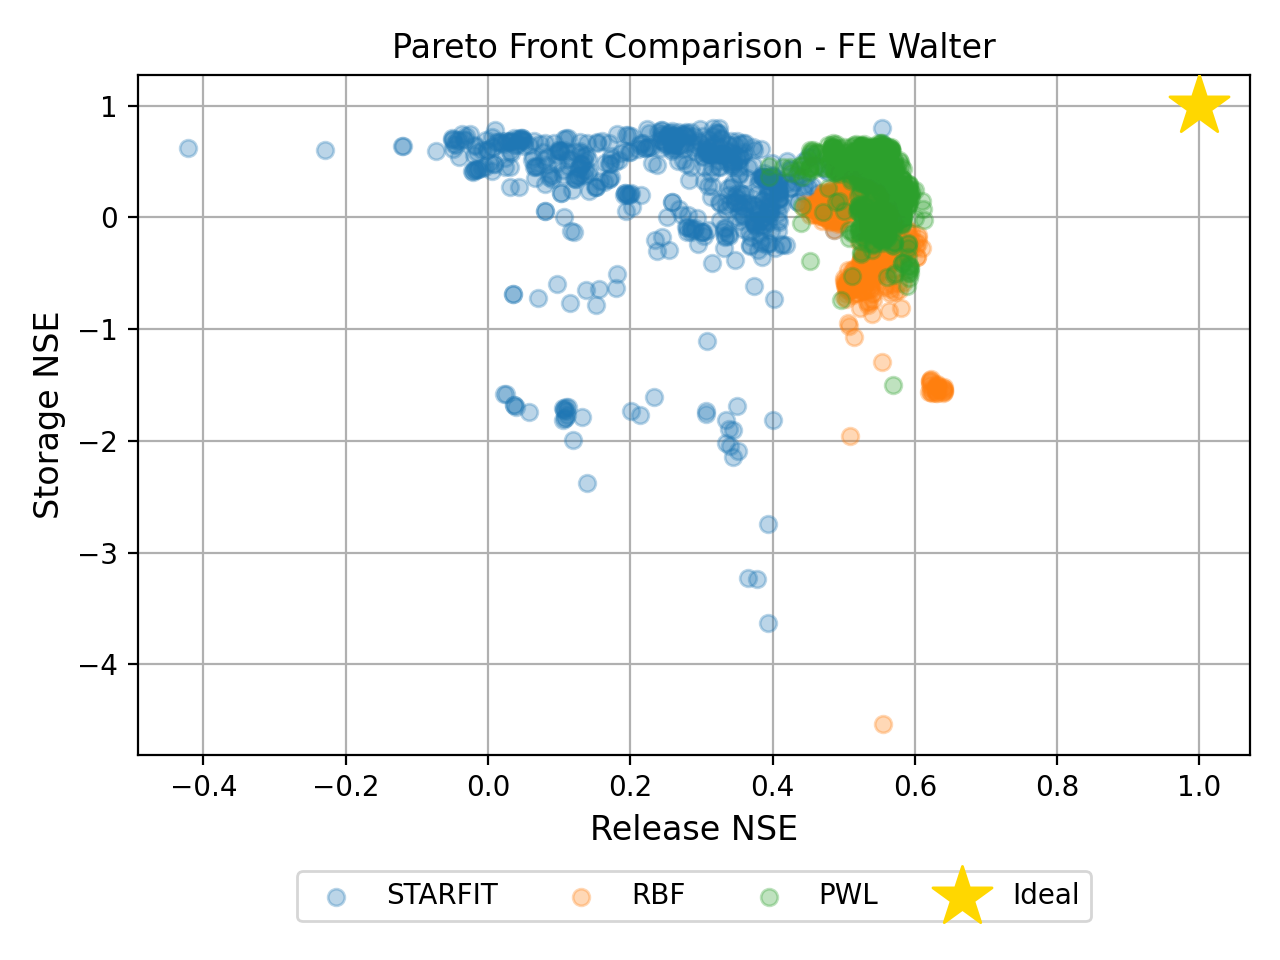 Pareto Front Comparison - FE Walter
Storage NSE
1
0
−1
−2
−3
−4
−0.4 −0.2 0.0 0.2 0.4 0.6 0.8 1.0
Release NSE
STARFIT RBF PWL Ideal